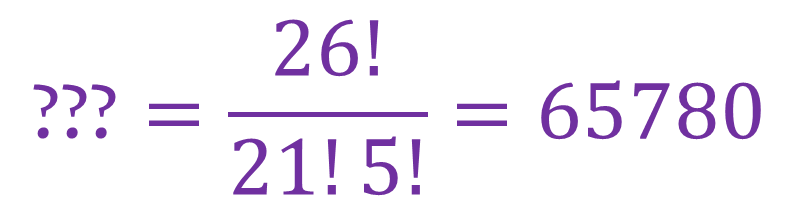 ??? = 26! / 21! 5! = 65780